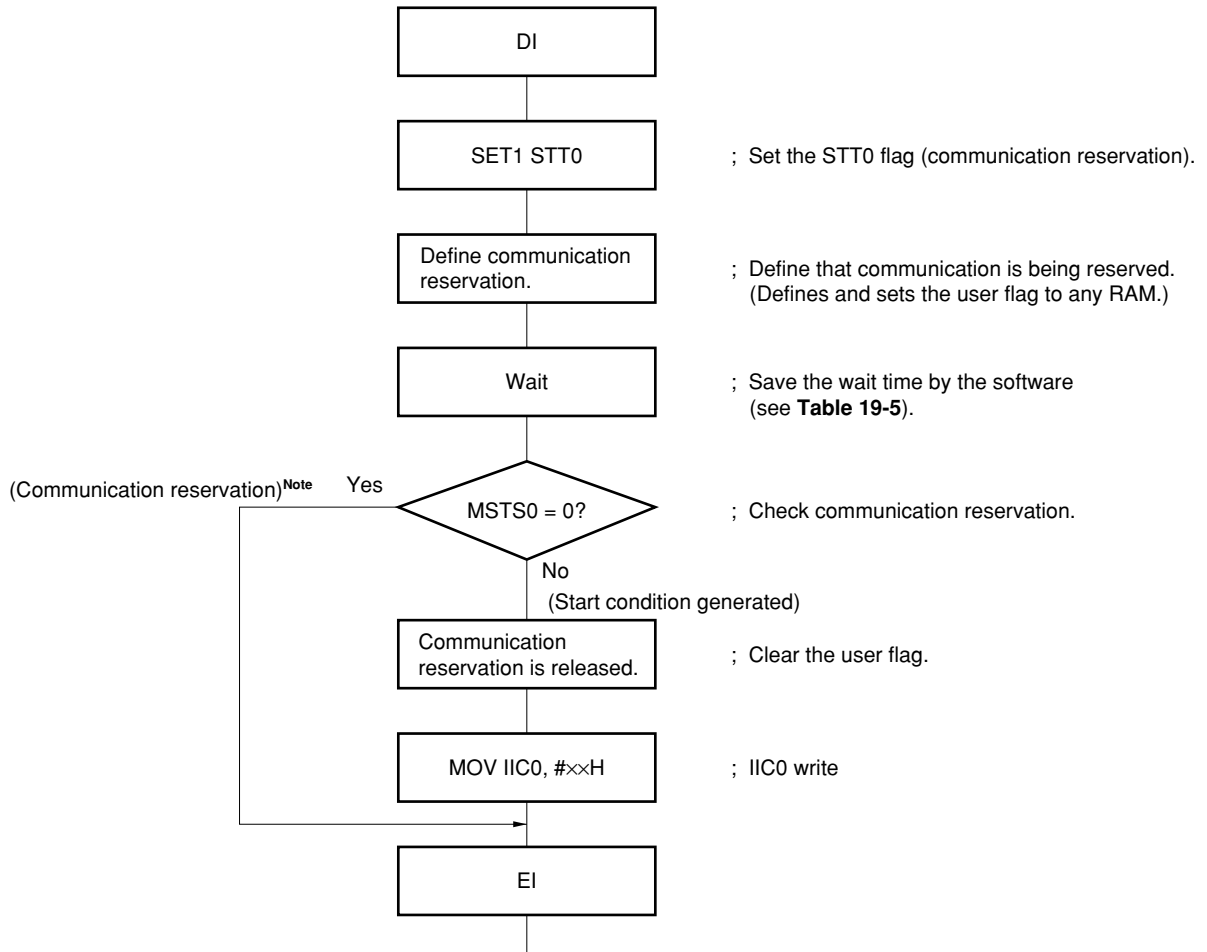 DI
SET1 STT0
; Set the STT0 flag (communication reservation).
Define communication
reservation.
; Define that communication is being reserved.
(Defines and sets the user flag to any RAM.)
Wait
; Save the wait time by the software
(see Table 19-5).
(Communication reservation)Note
Yes
MSTS0 = 0?
; Check communication reservation.
No
(Start condition generated)
Communication
reservation is released.
; Clear the user flag.
MOV IIC0, #××H
; IIC0 write
EI